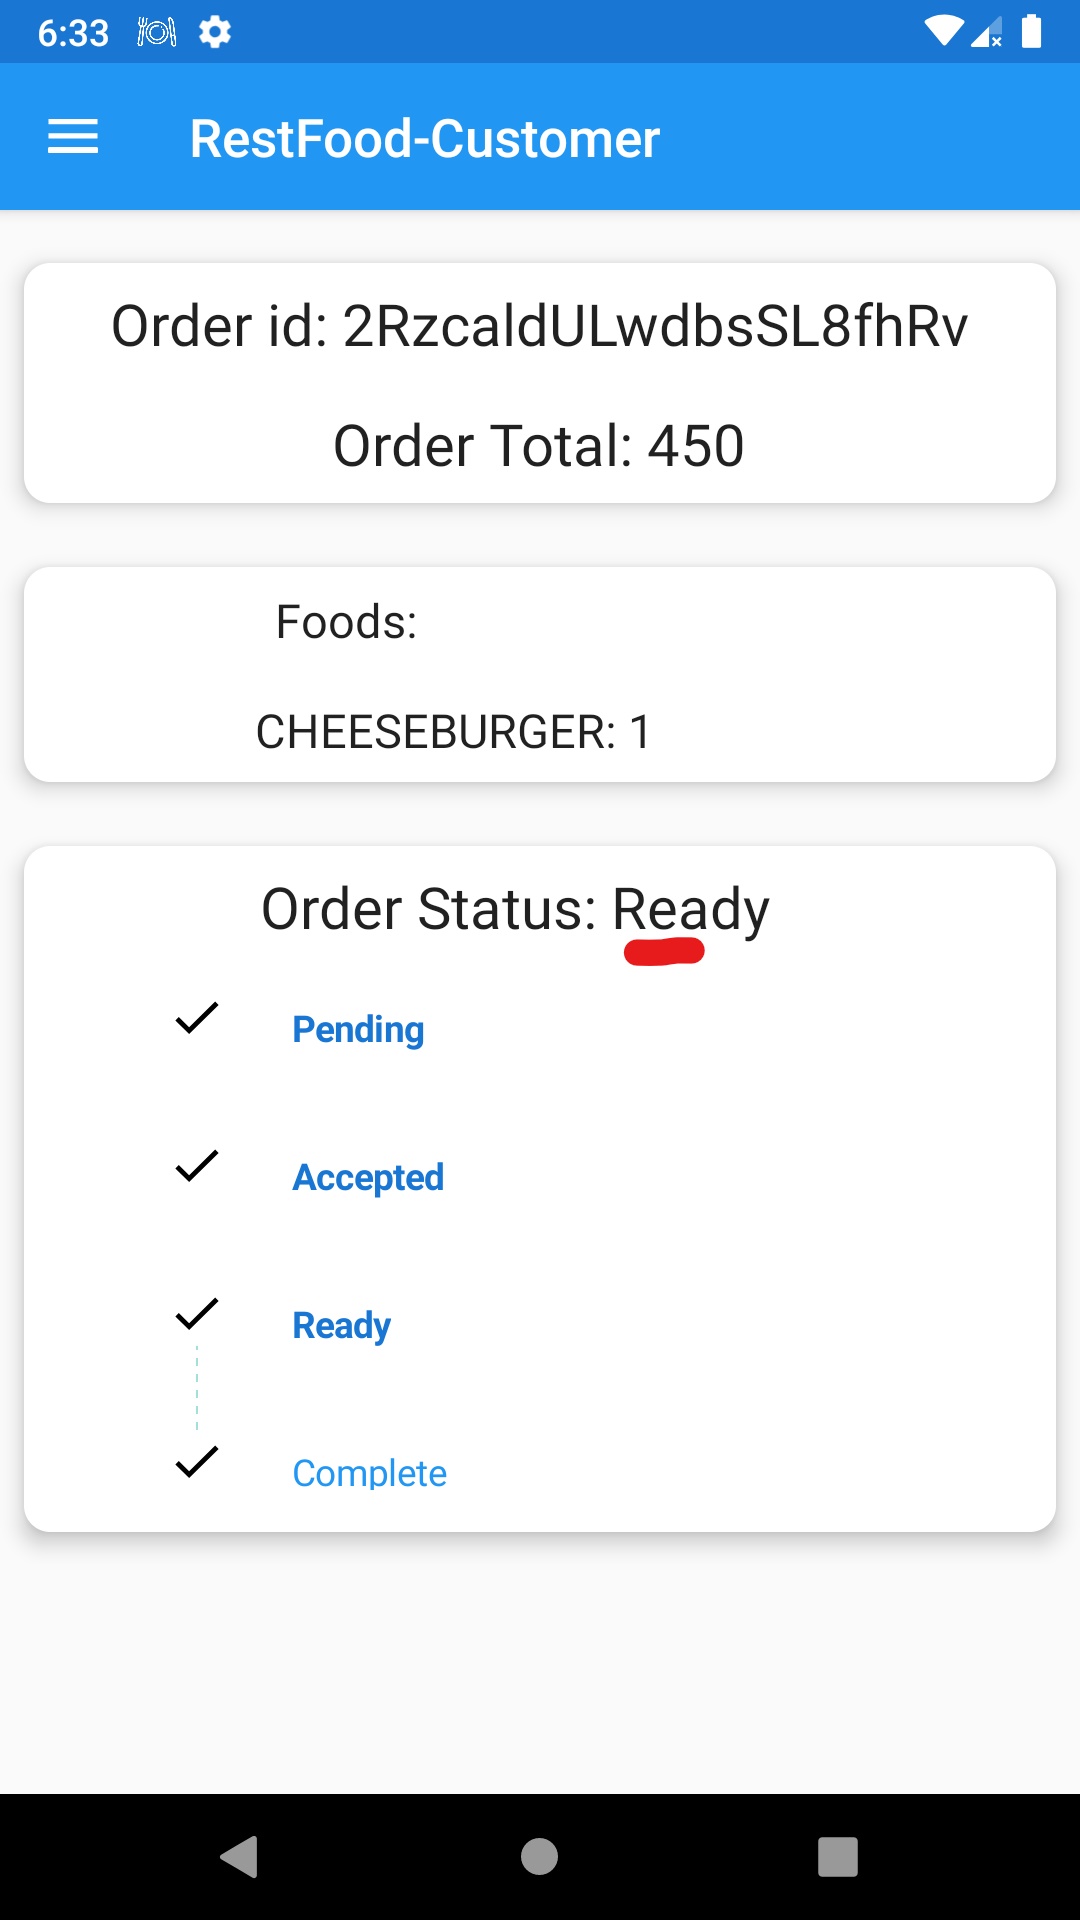 6:33
RestFood-Customer
Order id: 2RzcaldULwdbsSL8fhRv
Order Total: 450
Foods:
CHEESEBURGER: 1
Order Status: Ready
Pending
Accepted
Ready
Complete